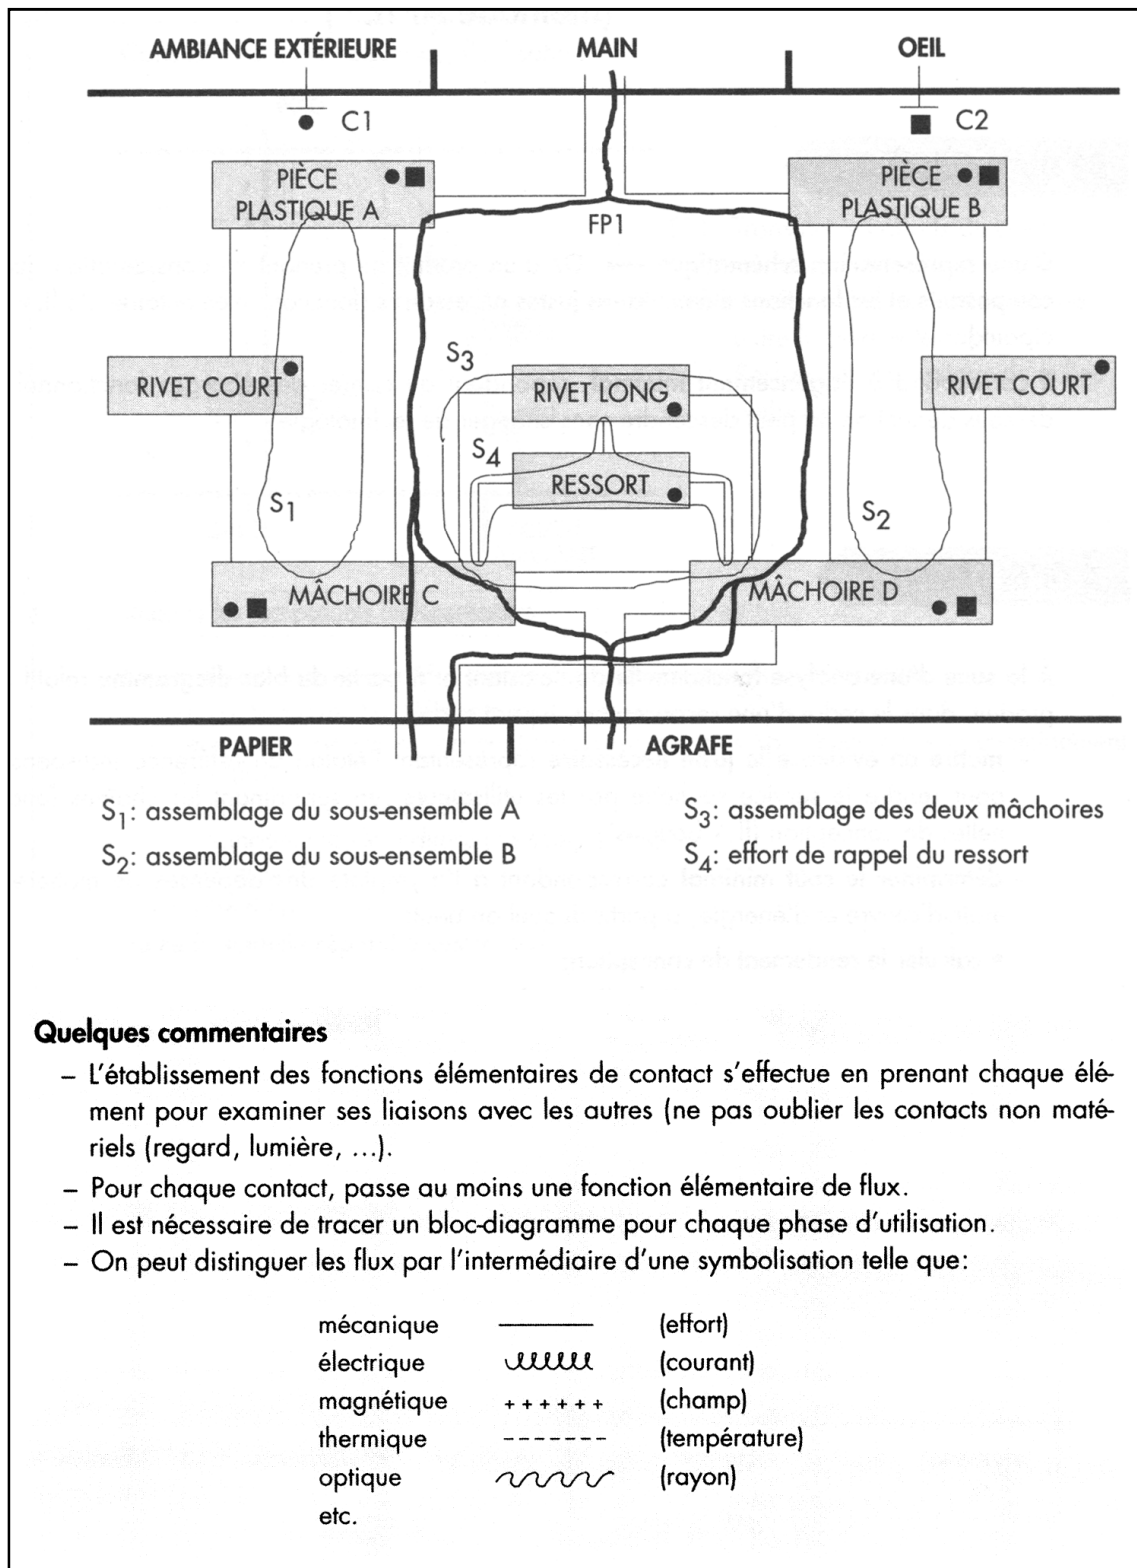 AMBIANCE EXTÉRIEURE MAIN OEIL
C1 C2
PIÈCE PLASTIQUE A
PIÈCE PLASTIQUE B
FP1
S3
RIVET COURT RIVET LONG RIVET COURT
S4
RESSORT
S1 S2
MÂCHOIRE C MÂCHOIRE D
PAPIER AGRAFE
S1: assemblage du sous-ensemble A
S2: assemblage du sous-ensemble B
S3: assemblage des deux mâchoires
S4: effort de rappel du ressort
Quelques commentaires
– L'établissement des fonctions élémentaires de contact s'effectue en prenant chaque élé-
ment pour examiner ses liaisons avec les autres (ne pas oublier les contacts non maté-
riels (regard, lumière, ...).
– Pour chaque contact, passe au moins une fonction élémentaire de flux.
– Il est nécessaire de tracer un bloc-diagramme pour chaque phase d'utilisation.
– On peut distinguer les flux par l'intermédiaire d'une symbolisation telle que:
mécanique (effort)
électrique (courant)
magnétique ++++++ (champ)
thermique ------- (température)
optique (rayon)
etc.